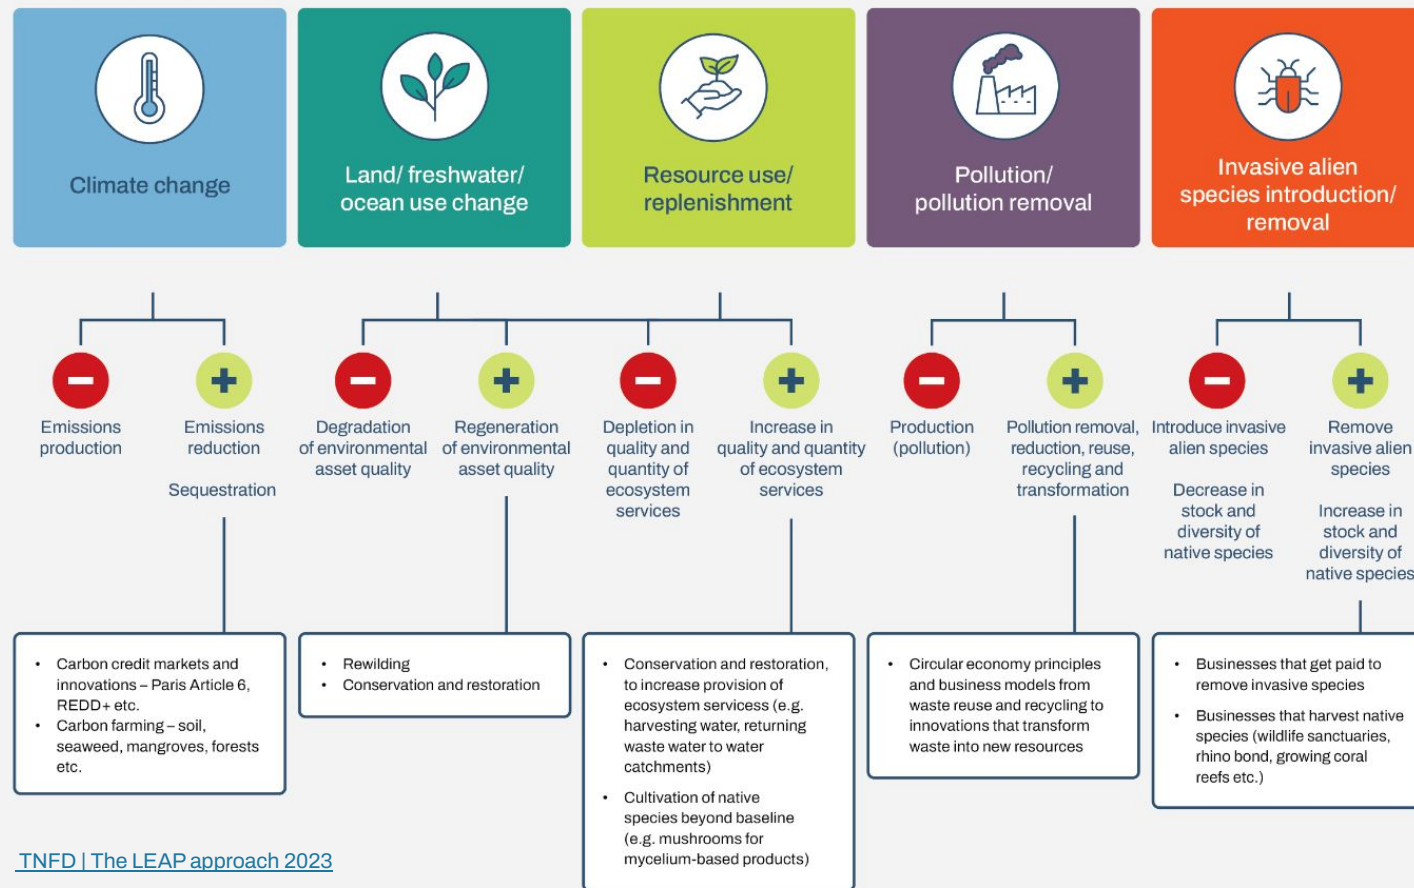 Climate change
Land/ freshwater/
ocean use change
Resource use/
replenishment
Pollution/
pollution removal
Invasive alien
species introduction/
removal
Emissions
production
Emissions
reduction
Sequestration
Degradation
of environmental
asset quality
Regeneration
of environmental
asset quality
Depletion in
quality and
quantity of
ecosystem
services
Increase in
quality and quantity
of ecosystem
services
Production
(pollution)
Pollution removal,
reduction, reuse,
recycling and
transformation
Introduce invasive
alien species
Decrease in
stock and
diversity of
native species
Remove
invasive alien
species
Increase in
stock and
diversity of
native species
• Carbon credit markets and
innovations – Paris Article 6,
REDD+ etc.
• Carbon farming – soil,
seaweed, mangroves, forests
etc.
• Rewilding
• Conservation and restoration
• Conservation and restoration,
to increase provision of
ecosystem servicess (e.g.
harvesting water, returning
waste water to water
catchments)
• Cultivation of native
species beyond baseline
(e.g. mushrooms for
mycelium-based products)
• Circular economy principles
and business models from
waste reuse and recycling to
innovations that transform
waste into new resources
• Businesses that get paid to
remove invasive species
• Businesses that harvest native
species (wildlife sanctuaries,
rhino bond, growing coral
reefs etc.)
TNFD | The LEAP approach 2023